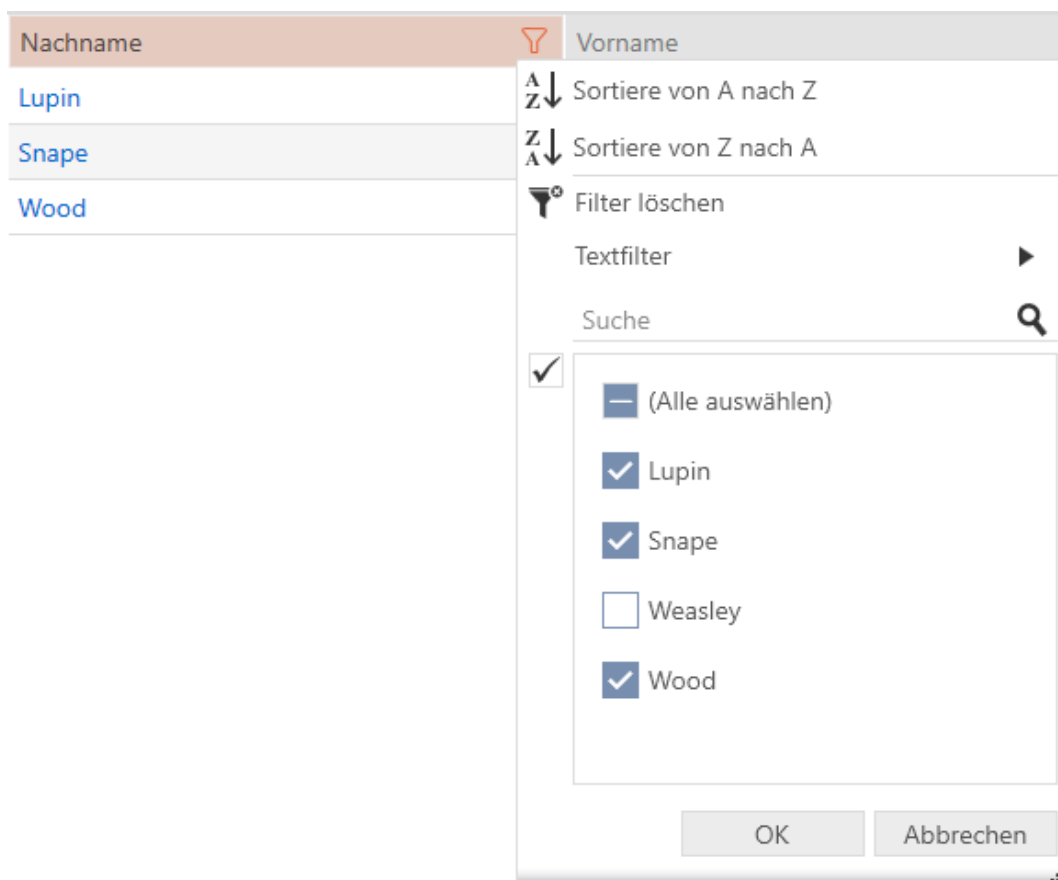 Nachname Vorname
Lupin
Snape
Wood
Sortiere von A nach Z
Sortiere von Z nach A
Filter löschen
Textfilter
Suche
(Alle auswählen)
Lupin
Snape
Weasley
Wood
OK Abbrechen